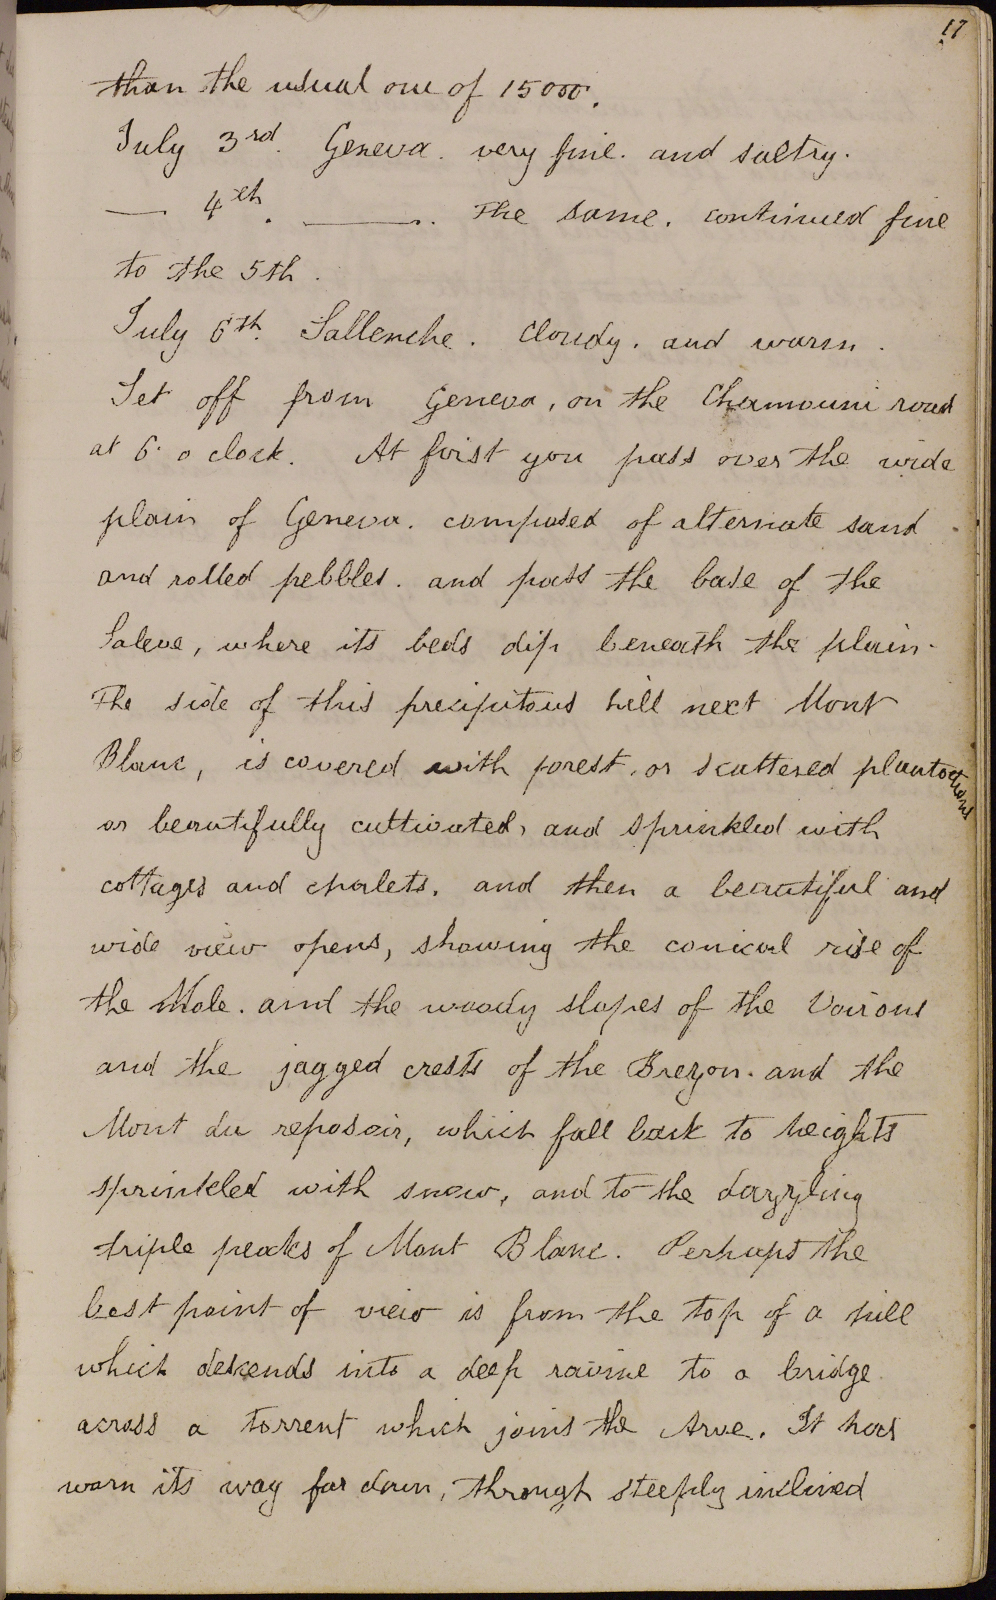 17
than the usual one of 15000.
July 3rd. Geneva. very fine. and sultry.
— 4th. ——. The same. continued fine
to the 5th.
July 6th. Sallenche. Cloudy. and warm.
Set off from Geneva, on the Chamouni road
at 6. o clock. At first you pass over the wide
plain of Geneva. composed of alternate sand
and rolled pebbles. and pass the base of the
Saleve, where its beds dip beneath the plain.
The side of this precipitous hill next Mont
Blanc, is covered with forest, or scattered plantations
or beautifully cultivated, and sprinkled with
cottages and chalets. and then a beautiful and
wide view opens, showing the conical rise of
the Mole. and the woody slopes of the Voirons
and the jagged crests of the Brezon. and the
Mont du reposoir, which fall back to heights
sprinkled with snow, and to the dazzling
triple peaks of Mont Blanc. Perhaps the
best point of view is from the top of a hill
which descends into a deep ravine to a bridge
across a torrent which joins the Arve. It has
worn its way far down, through steeply inclined